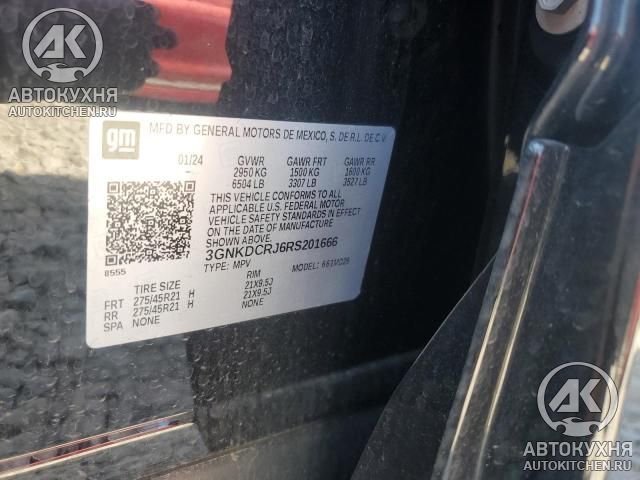 AK
АВТОКУХНЯ
AUTOKITCHEN.RU
gm MFD BY GENERAL MOTORS DE MEXICO, S. DE R.L. DE C.V.
01/24 GVWR GAWR FRT GAWR RR
2950 KG 1500 KG 1600 KG
6504 LB 3307 LB 3527 LB
THIS VEHICLE CONFORMS TO ALL
APPLICABLE U.S. FEDERAL MOTOR
VEHICLE SAFETY STANDARDS IN EFFECT
ON THE DATE OF MANUFACTURE
SHOWN ABOVE.
3GNKDCRJ6RS201666
8555 TYPE: MPV MODEL:
TIRE SIZE RIM
FRT 275/45R21 H 21X9.5J
RR 275/45R21 H 21X9.5J
SPA NONE NONE
AK
АВТОКУХНЯ
AUTOKITCHEN.RU